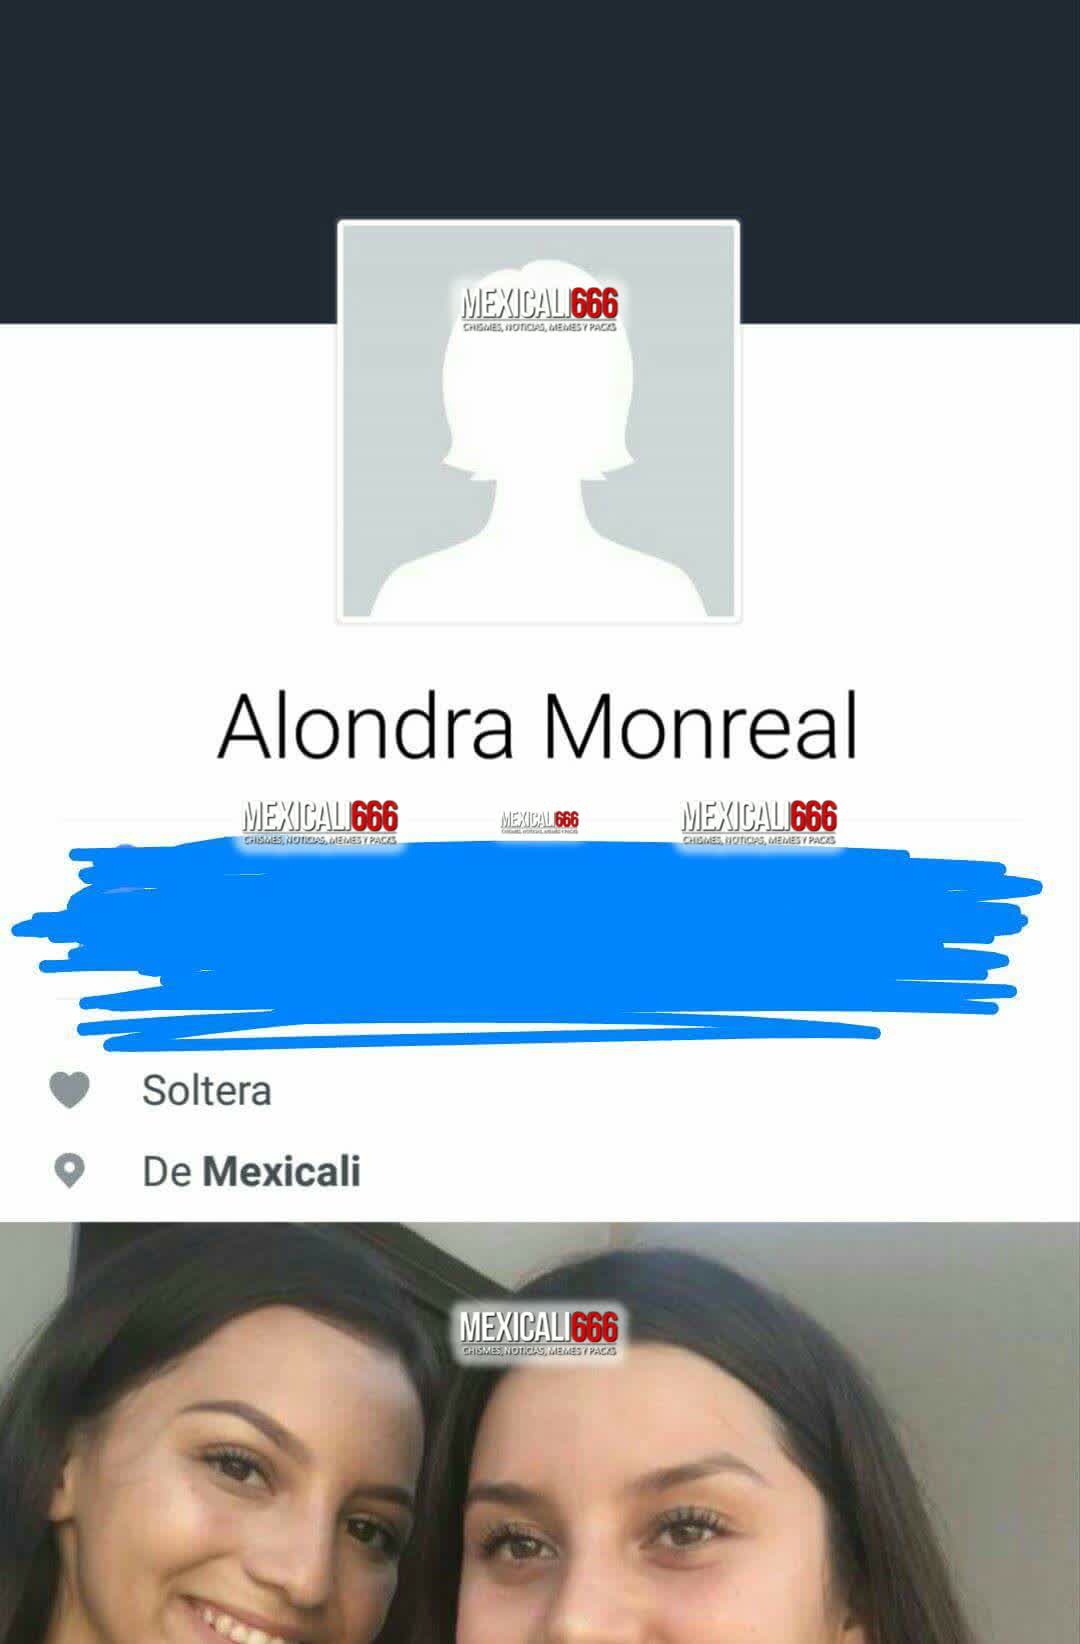 MEXICALI666
CHISMES, NOTICIAS, MEMES Y PACKS
Alondra Monreal
MEXICALI666
CHISMES, NOTICIAS, MEMES Y PACKS
MEXICALI666
CHISMES, NOTICIAS, MEMES Y PACKS
MEXICALI666
CHISMES, NOTICIAS, MEMES Y PACKS
Soltera
De Mexicali
MEXICALI666
CHISMES, NOTICIAS, MEMES Y PACKS